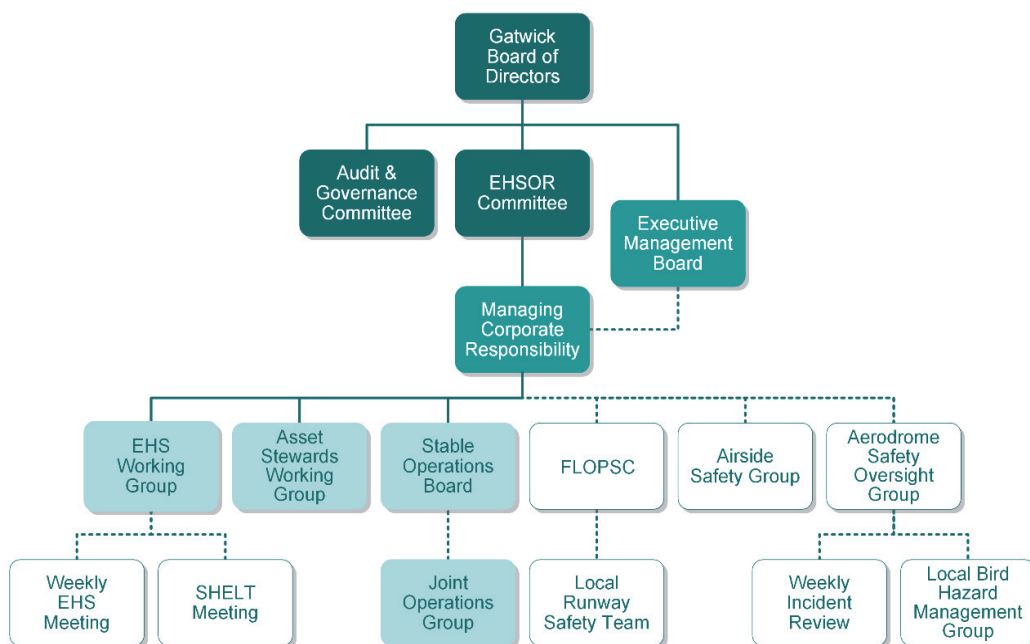 Gatwick
Board of
Directors
Audit &
Governance
Committee
EHSOR
Committee
Executive
Management
Board
Managing
Corporate
Responsibility
EHS
Working
Group
Asset
Stewards
Working
Group
Stable
Operations
Board
FLOPSC
Airside
Safety Group
Aerodrome
Safety
Oversight
Group
Weekly
EHS
Meeting
SHELT
Meeting
Joint
Operations
Group
Local
Runway
Safety Team
Weekly
Incident
Review
Local Bird
Hazard
Management
Group